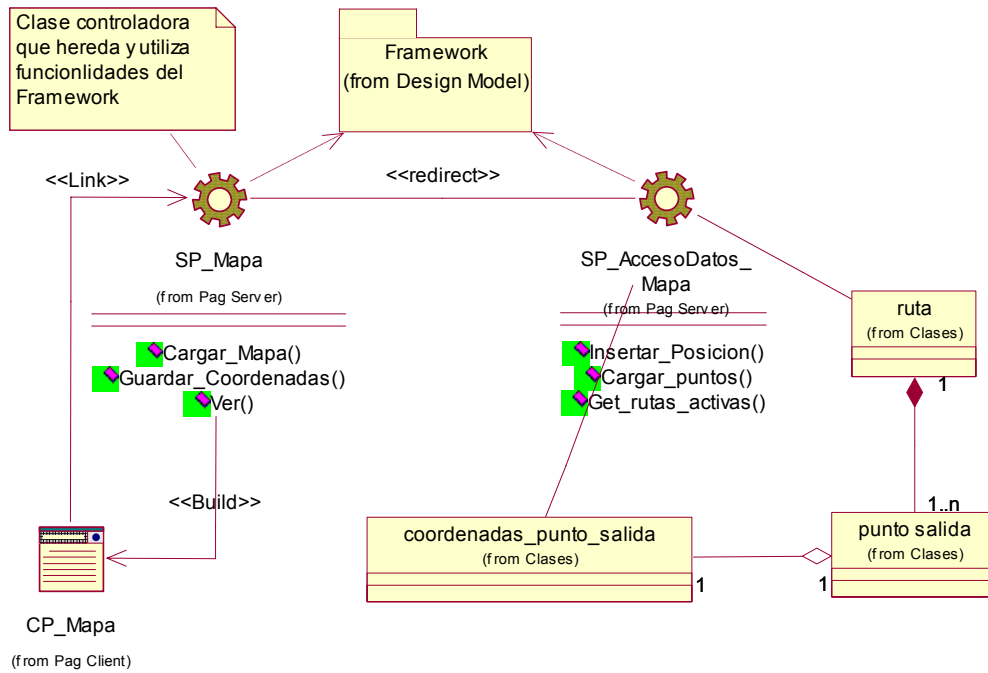 Clase controladora
que hereda y utiliza
funcionlidades del
Framework
Framework
(from Design Model)
<<Link>>
<<redirect>>
SP_Mapa
(from Pag Server)
Cargar_Mapa()
Guardar_Coordenadas()
Ver()
SP_AccesoDatos_
Mapa
(from Pag Server)
Insertar_Posicion()
Cargar_puntos()
Get_rutas_activas()
ruta
(from Clases)
1
1..n
<<Build>>
coordenadas_punto_salida
(from Clases)
1
punto salida
(from Clases)
1
CP_Mapa
(from Pag Client)